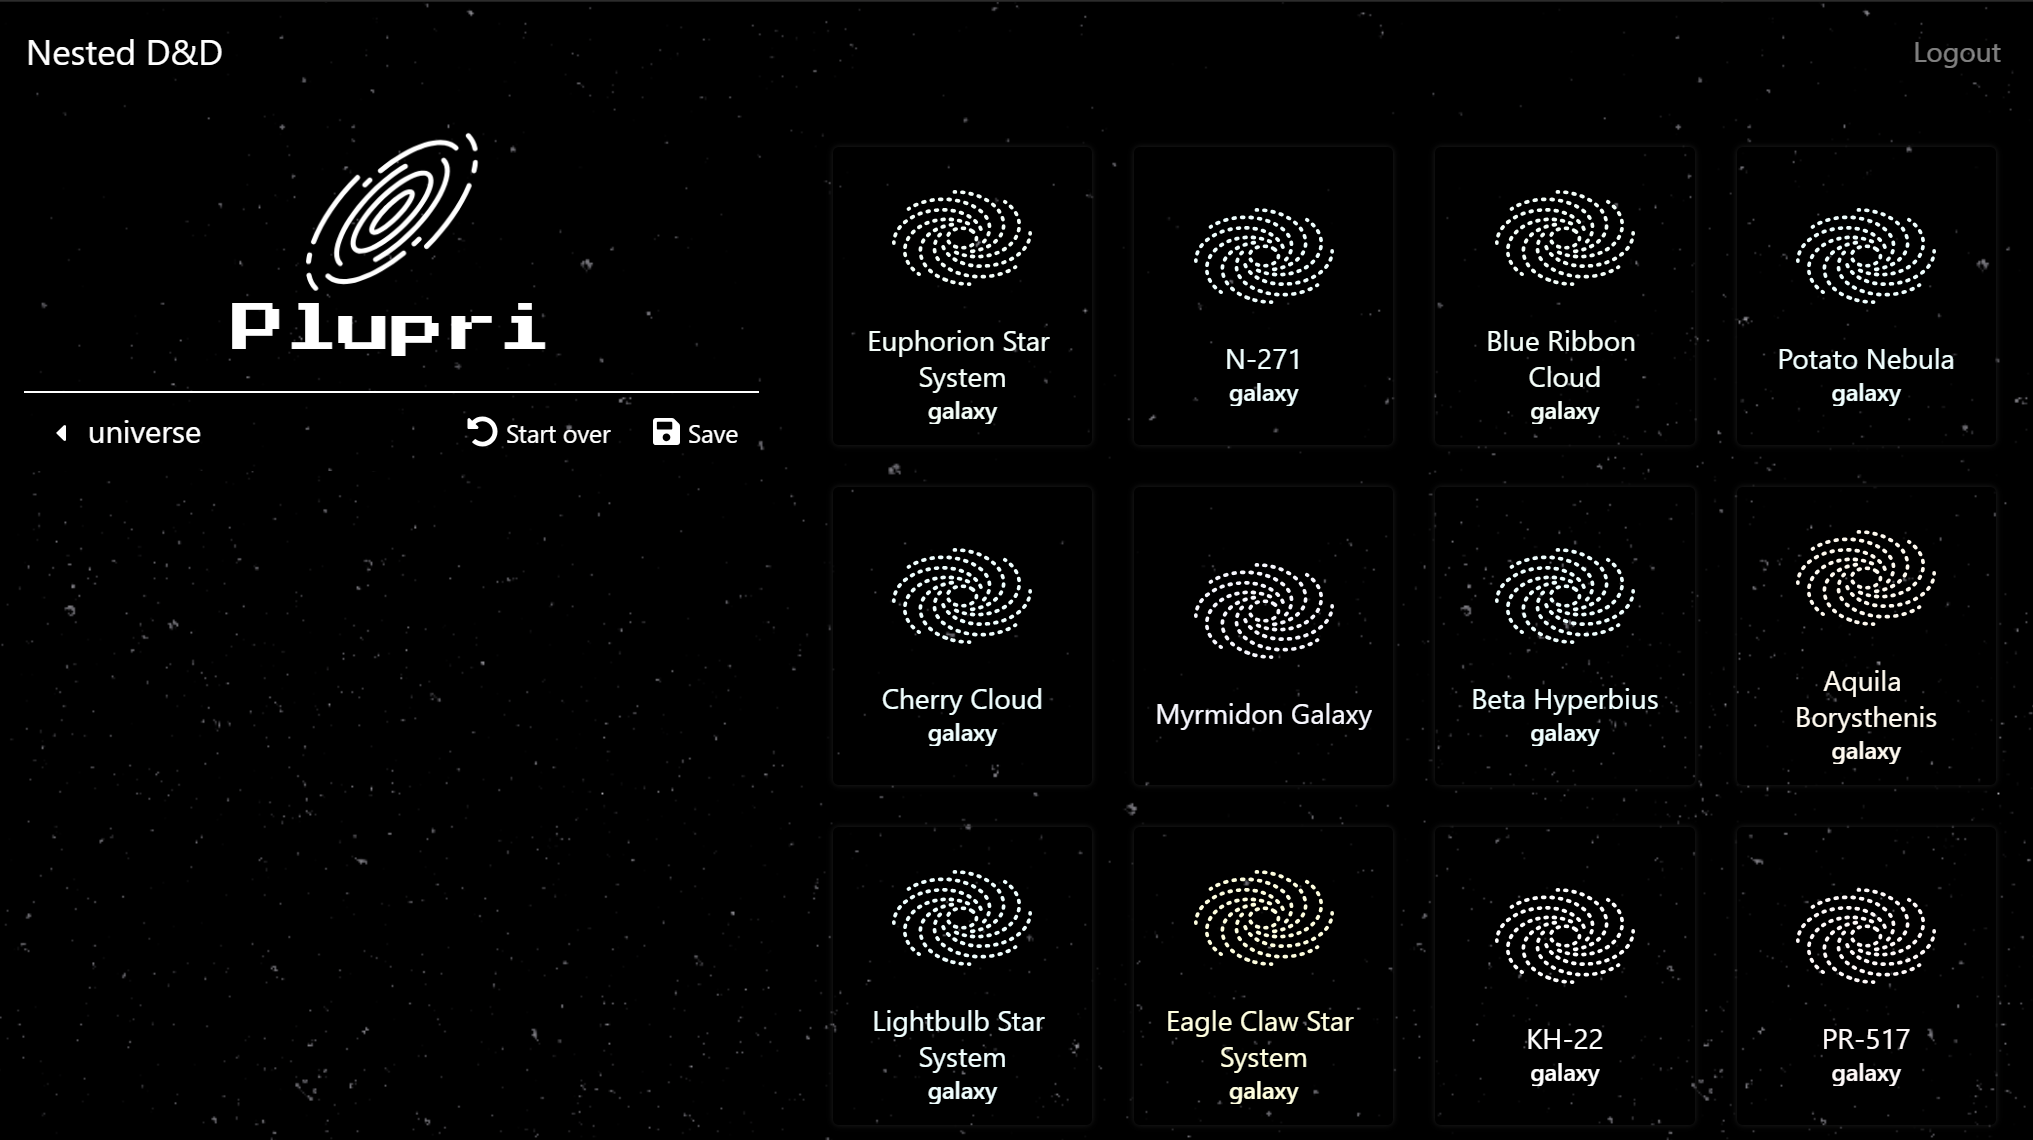 Nested D&D
Logout
Plupri
universe
Start over
Save
Euphorion Star
System
galaxy
N-271
galaxy
Blue Ribbon
Cloud
galaxy
Potato Nebula
galaxy
Cherry Cloud
galaxy
Myrmidon Galaxy
Beta Hyperbius
galaxy
Aquila
Borysthenis
galaxy
Lightbulb Star
System
galaxy
Eagle Claw Star
System
galaxy
KH-22
galaxy
PR-517
galaxy